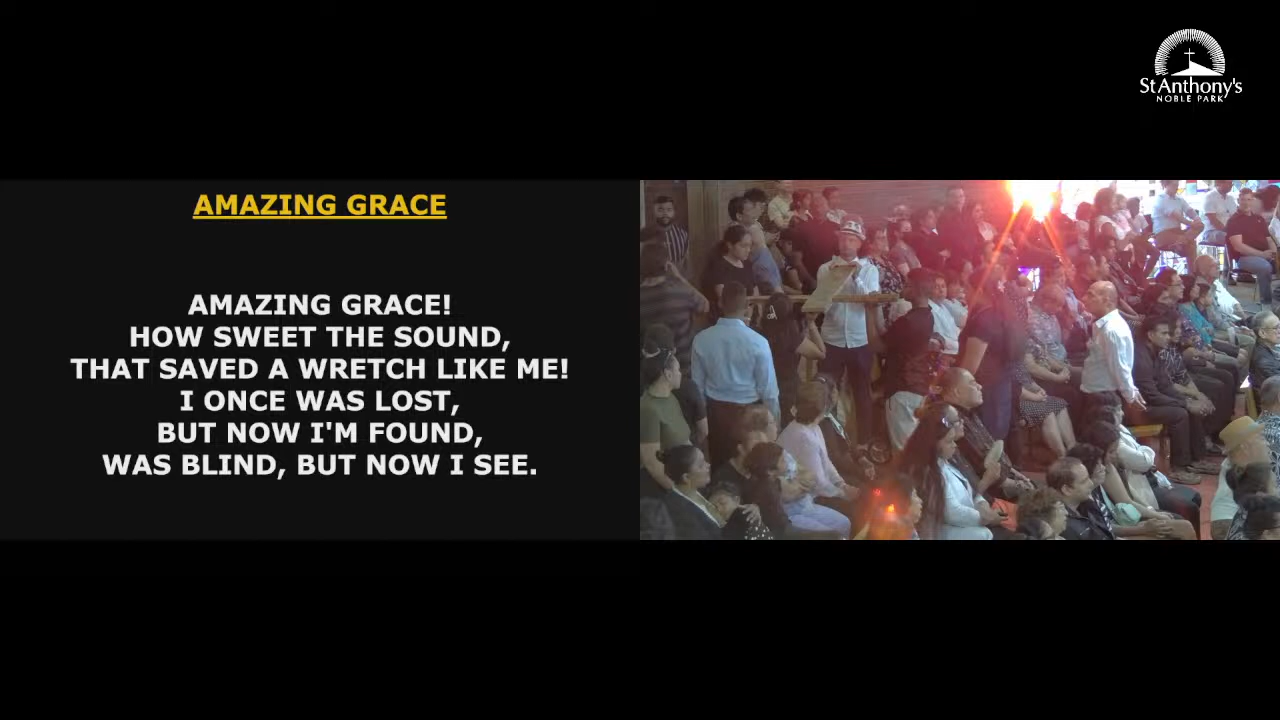 St Anthony's
NOBLE PARK
AMAZING GRACE
AMAZING GRACE!
HOW SWEET THE SOUND,
THAT SAVED A WRETCH LIKE ME!
I ONCE WAS LOST,
BUT NOW I'M FOUND,
WAS BLIND, BUT NOW I SEE.